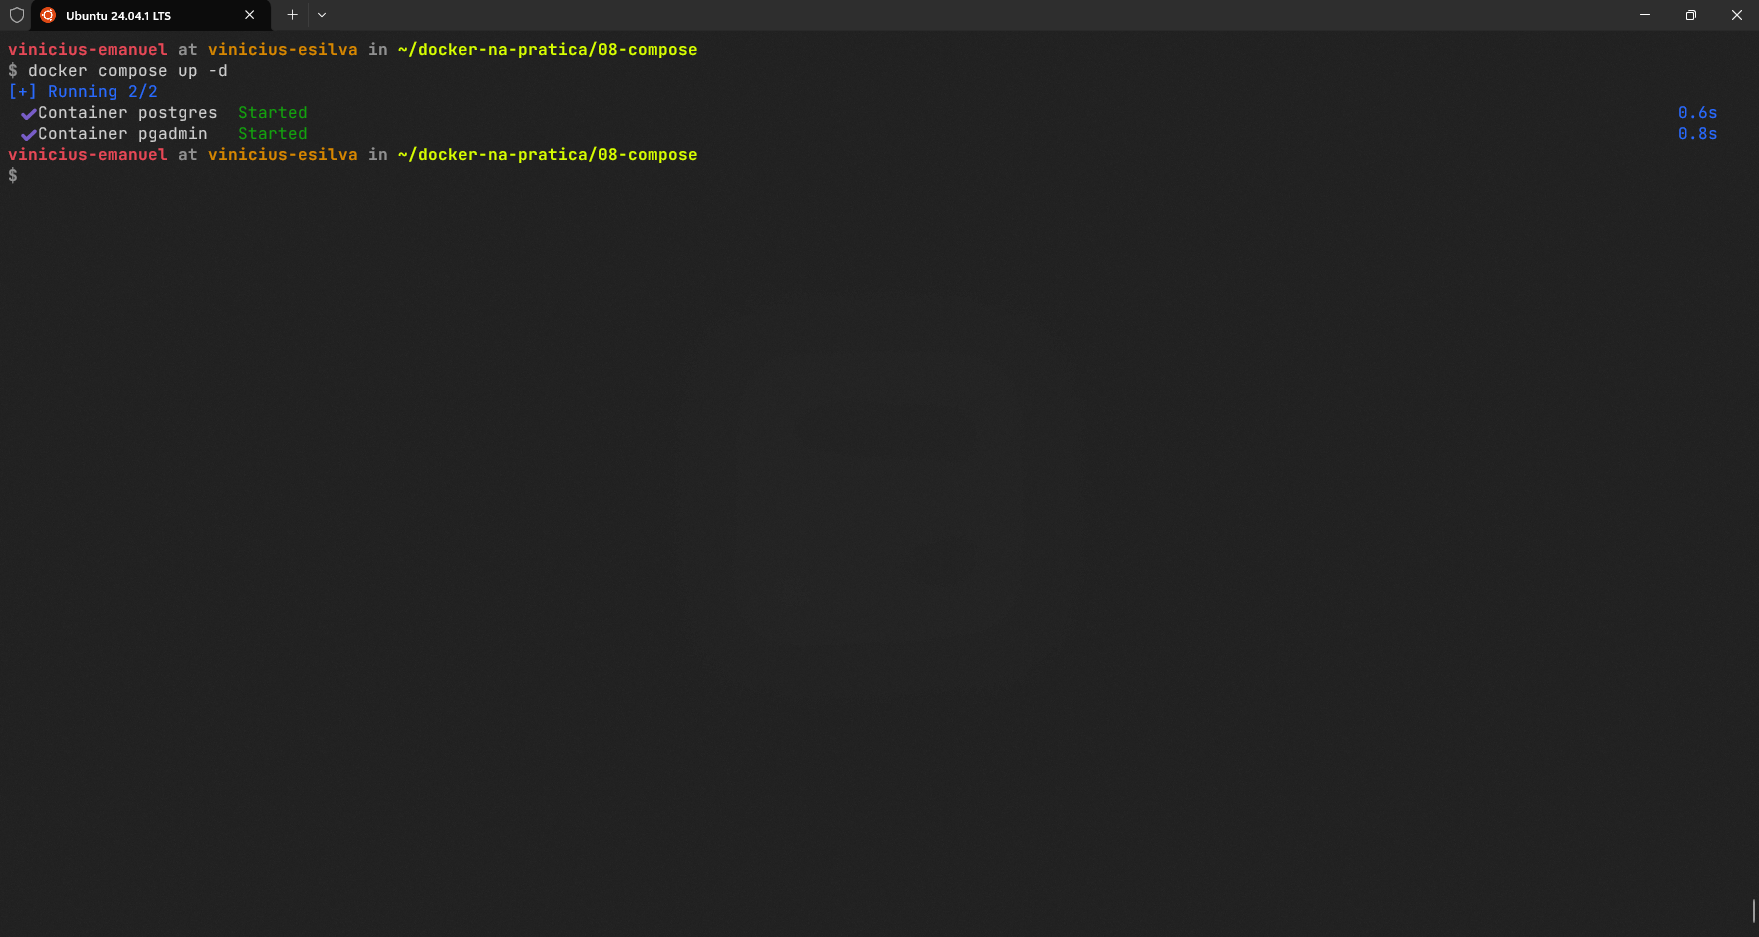 Ubuntu 24.04.1 LTS
vinicius-emanuel at vinicius-esilva in ~/docker-na-pratica/08-compose
$ docker compose up -d
[+] Running 2/2
✔Container postgres  Started 0.6s
✔Container pgadmin   Started 0.8s
vinicius-emanuel at vinicius-esilva in ~/docker-na-pratica/08-compose
$